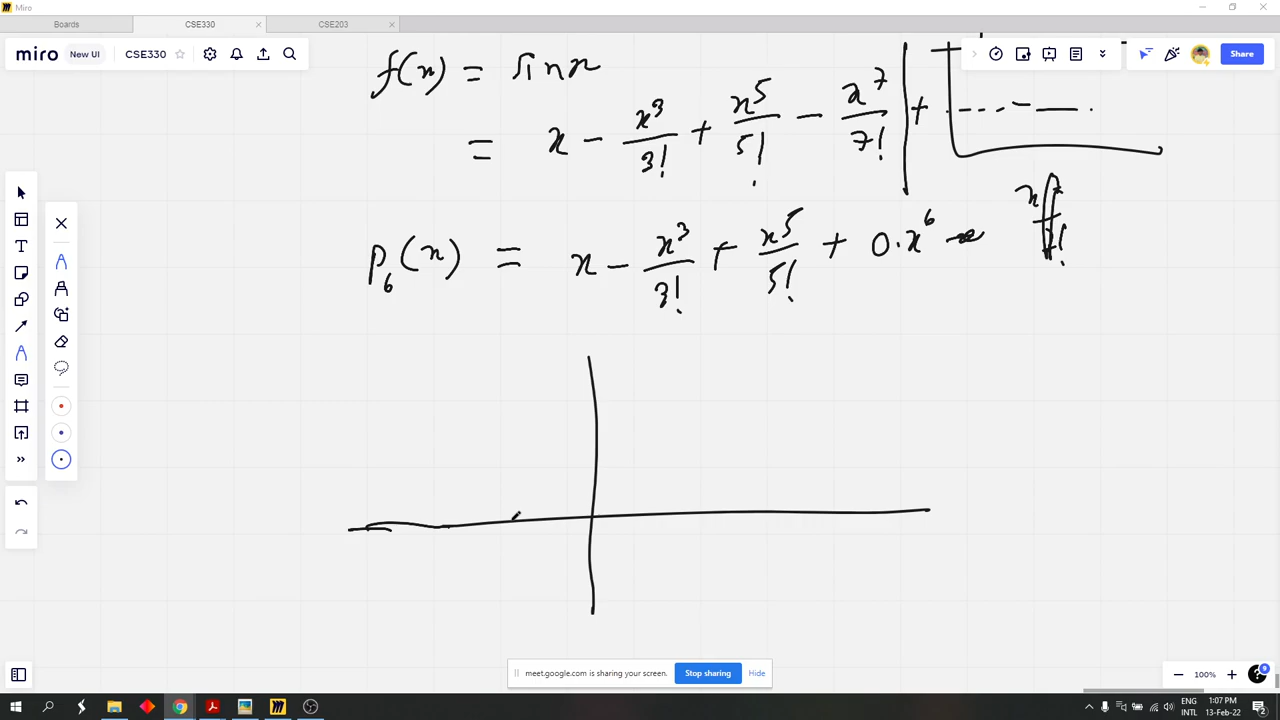 Miro
Boards CSE330 CSE203
miro New UI CSE330 Share
f(x) = sin x
= x - x³/3! + x⁵/5! - x⁷/7! +
P₆(x) = x - x³/3! + x⁵/5! + 0·x⁶
meet.google.com is sharing your screen. Stop sharing Hide
100%
9
ENG 1:07 PM
INTL 13-Feb-22
2